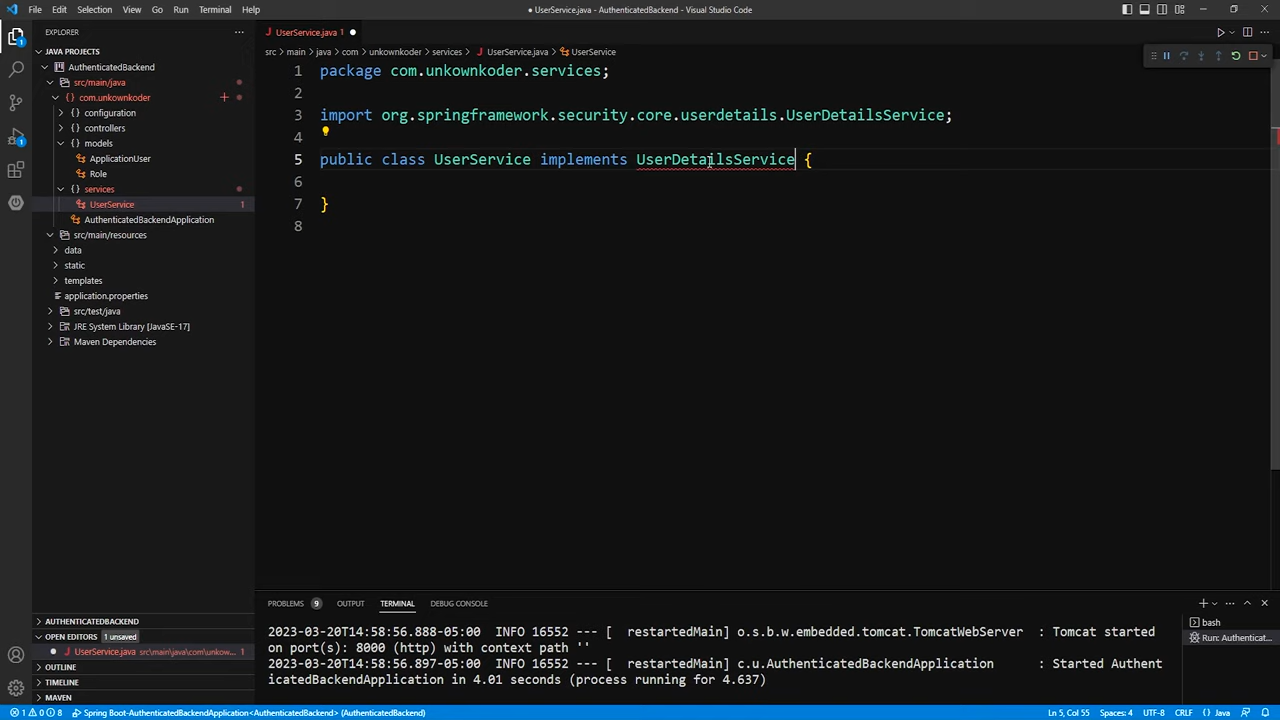 File Edit Selection View Go Run Terminal Help
● UserService.java - AuthenticatedBackend - Visual Studio Code
EXPLORER
UserService.java 1
src > main > java > com > unkownkoder > services > UserService.java > UserService
JAVA PROJECTS
AuthenticatedBackend
src/main/java
com.unkownkoder
{} configuration
{} controllers
{} models
ApplicationUser
Role
{} services
UserService 1
AuthenticatedBackendApplication
src/main/resources
data
static
templates
application.properties
src/test/java
JRE System Library [JavaSE-17]
Maven Dependencies
1 package com.unkownkoder.services;
2
3 import org.springframework.security.core.userdetails.UserDetailsService;
4
5 public class UserService implements UserDetailsService {
6
7 }
8
AUTHENTICATEDBACKEND
OPEN EDITORS 1 unsaved
UserService.java src\main\java\com\unkow... 1
OUTLINE
TIMELINE
MAVEN
PROBLEMS 9 OUTPUT TERMINAL DEBUG CONSOLE
2023-03-20T14:58:56.888-05:00 INFO 16552 --- [ restartedMain] o.s.b.w.embedded.tomcat.TomcatWebServer : Tomcat started
on port(s): 8000 (http) with context path ''
2023-03-20T14:58:56.897-05:00 INFO 16552 --- [ restartedMain] c.u.AuthenticatedBackendApplication : Started Authent
icatedBackendApplication in 4.01 seconds (process running for 4.637)
bash
Run: Authenticat...
1 0 8 Spring Boot-AuthenticatedBackendApplication<AuthenticatedBackend> (AuthenticatedBackend)
Ln 5, Col 55 Spaces: 4 UTF-8 CRLF {} Java